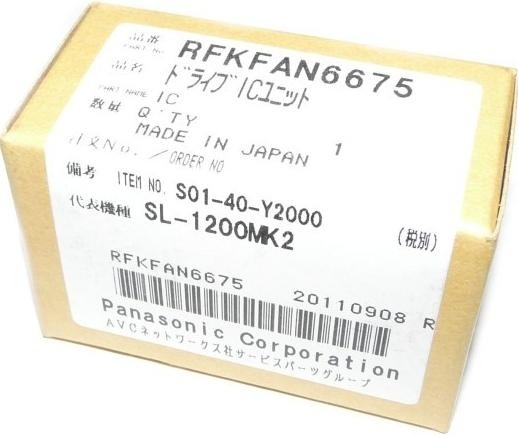 品番 RFKFAN6675
PART NO.
品名 ドライブICユニット
PART NAME IC
数量 Q'TY 1
MADE IN JAPAN
注文No. / ORDER NO
備考 ITEM NO. S01-40-Y2000
代表機種 SL-1200MK2 (税別)
RFKFAN6675 20110908 R
Panasonic Corporation
AVCネットワークス社サービスパーツグループ